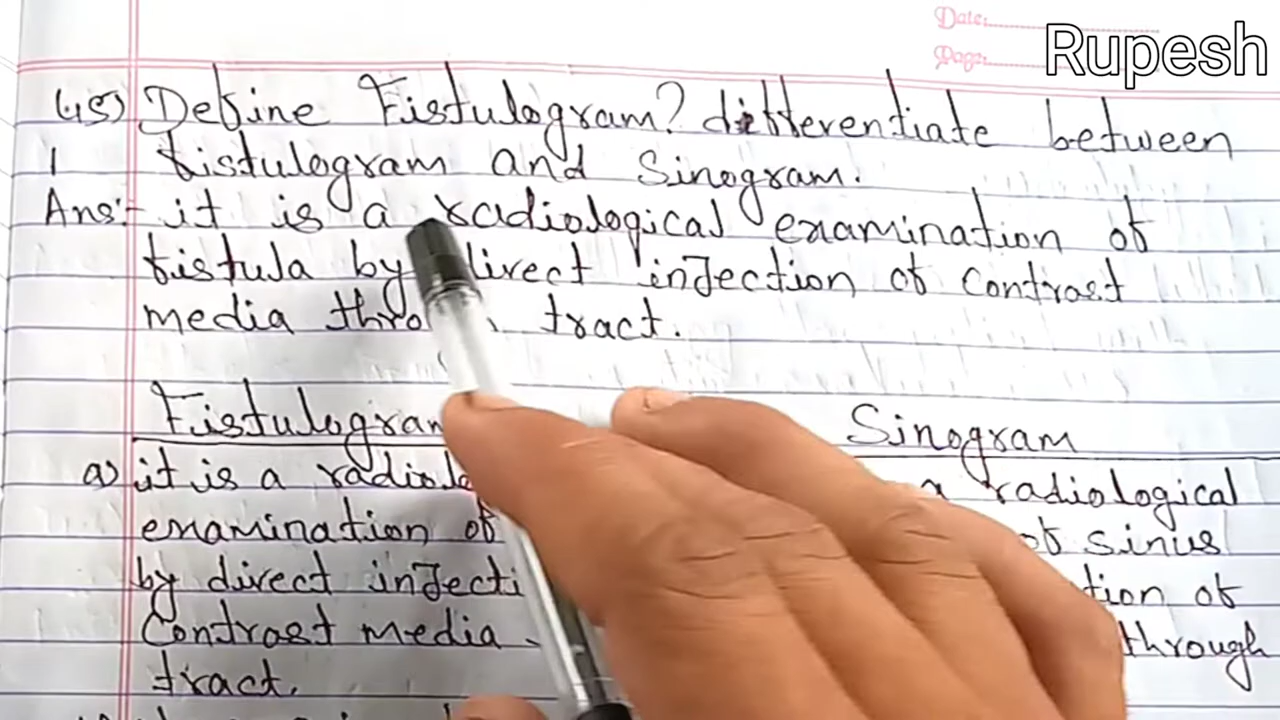 Date:
Page:
Rupesh
(45) Define Fistulogram? differentiate between
1 fistulogram and Sinogram.
Ans:- it is a radiological examination of
fistula by direct injection of contrast
media tract.
Fistulogram Sinogram
a) it is a a radiological
examination of of sinus
by direct of
Contrast media through
tract.